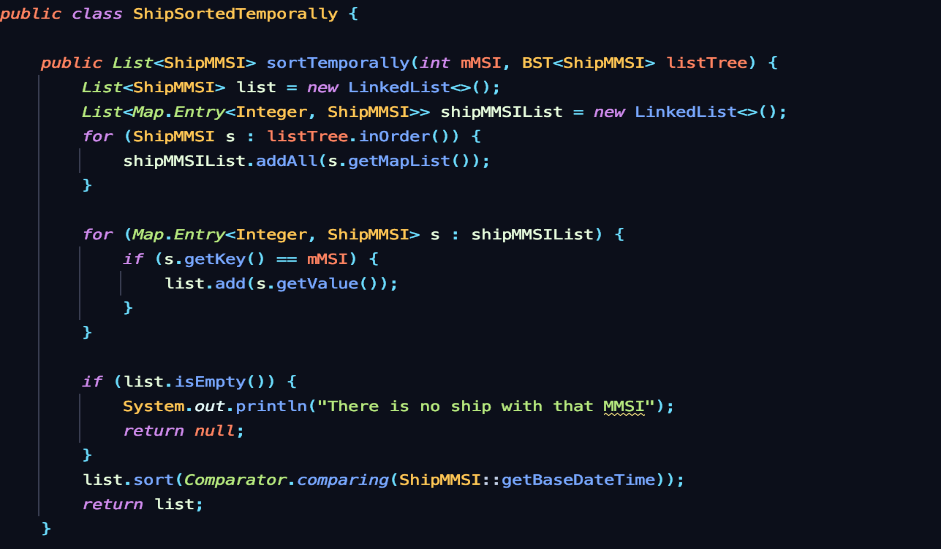 public class ShipSortedTemporally {
public List<ShipMMSI> sortTemporally(int mMSI, BST<ShipMMSI> listTree) {
List<ShipMMSI> list = new LinkedList<>();
List<Map.Entry<Integer, ShipMMSI>> shipMMSIList = new LinkedList<>();
for (ShipMMSI s : listTree.inOrder()) {
shipMMSIList.addAll(s.getMapList());
}
for (Map.Entry<Integer, ShipMMSI> s : shipMMSIList) {
if (s.getKey() == mMSI) {
list.add(s.getValue());
}
}
if (list.isEmpty()) {
System.out.println("There is no ship with that MMSI");
return null;
}
list.sort(Comparator.comparing(ShipMMSI::getBaseDateTime));
return list;
}